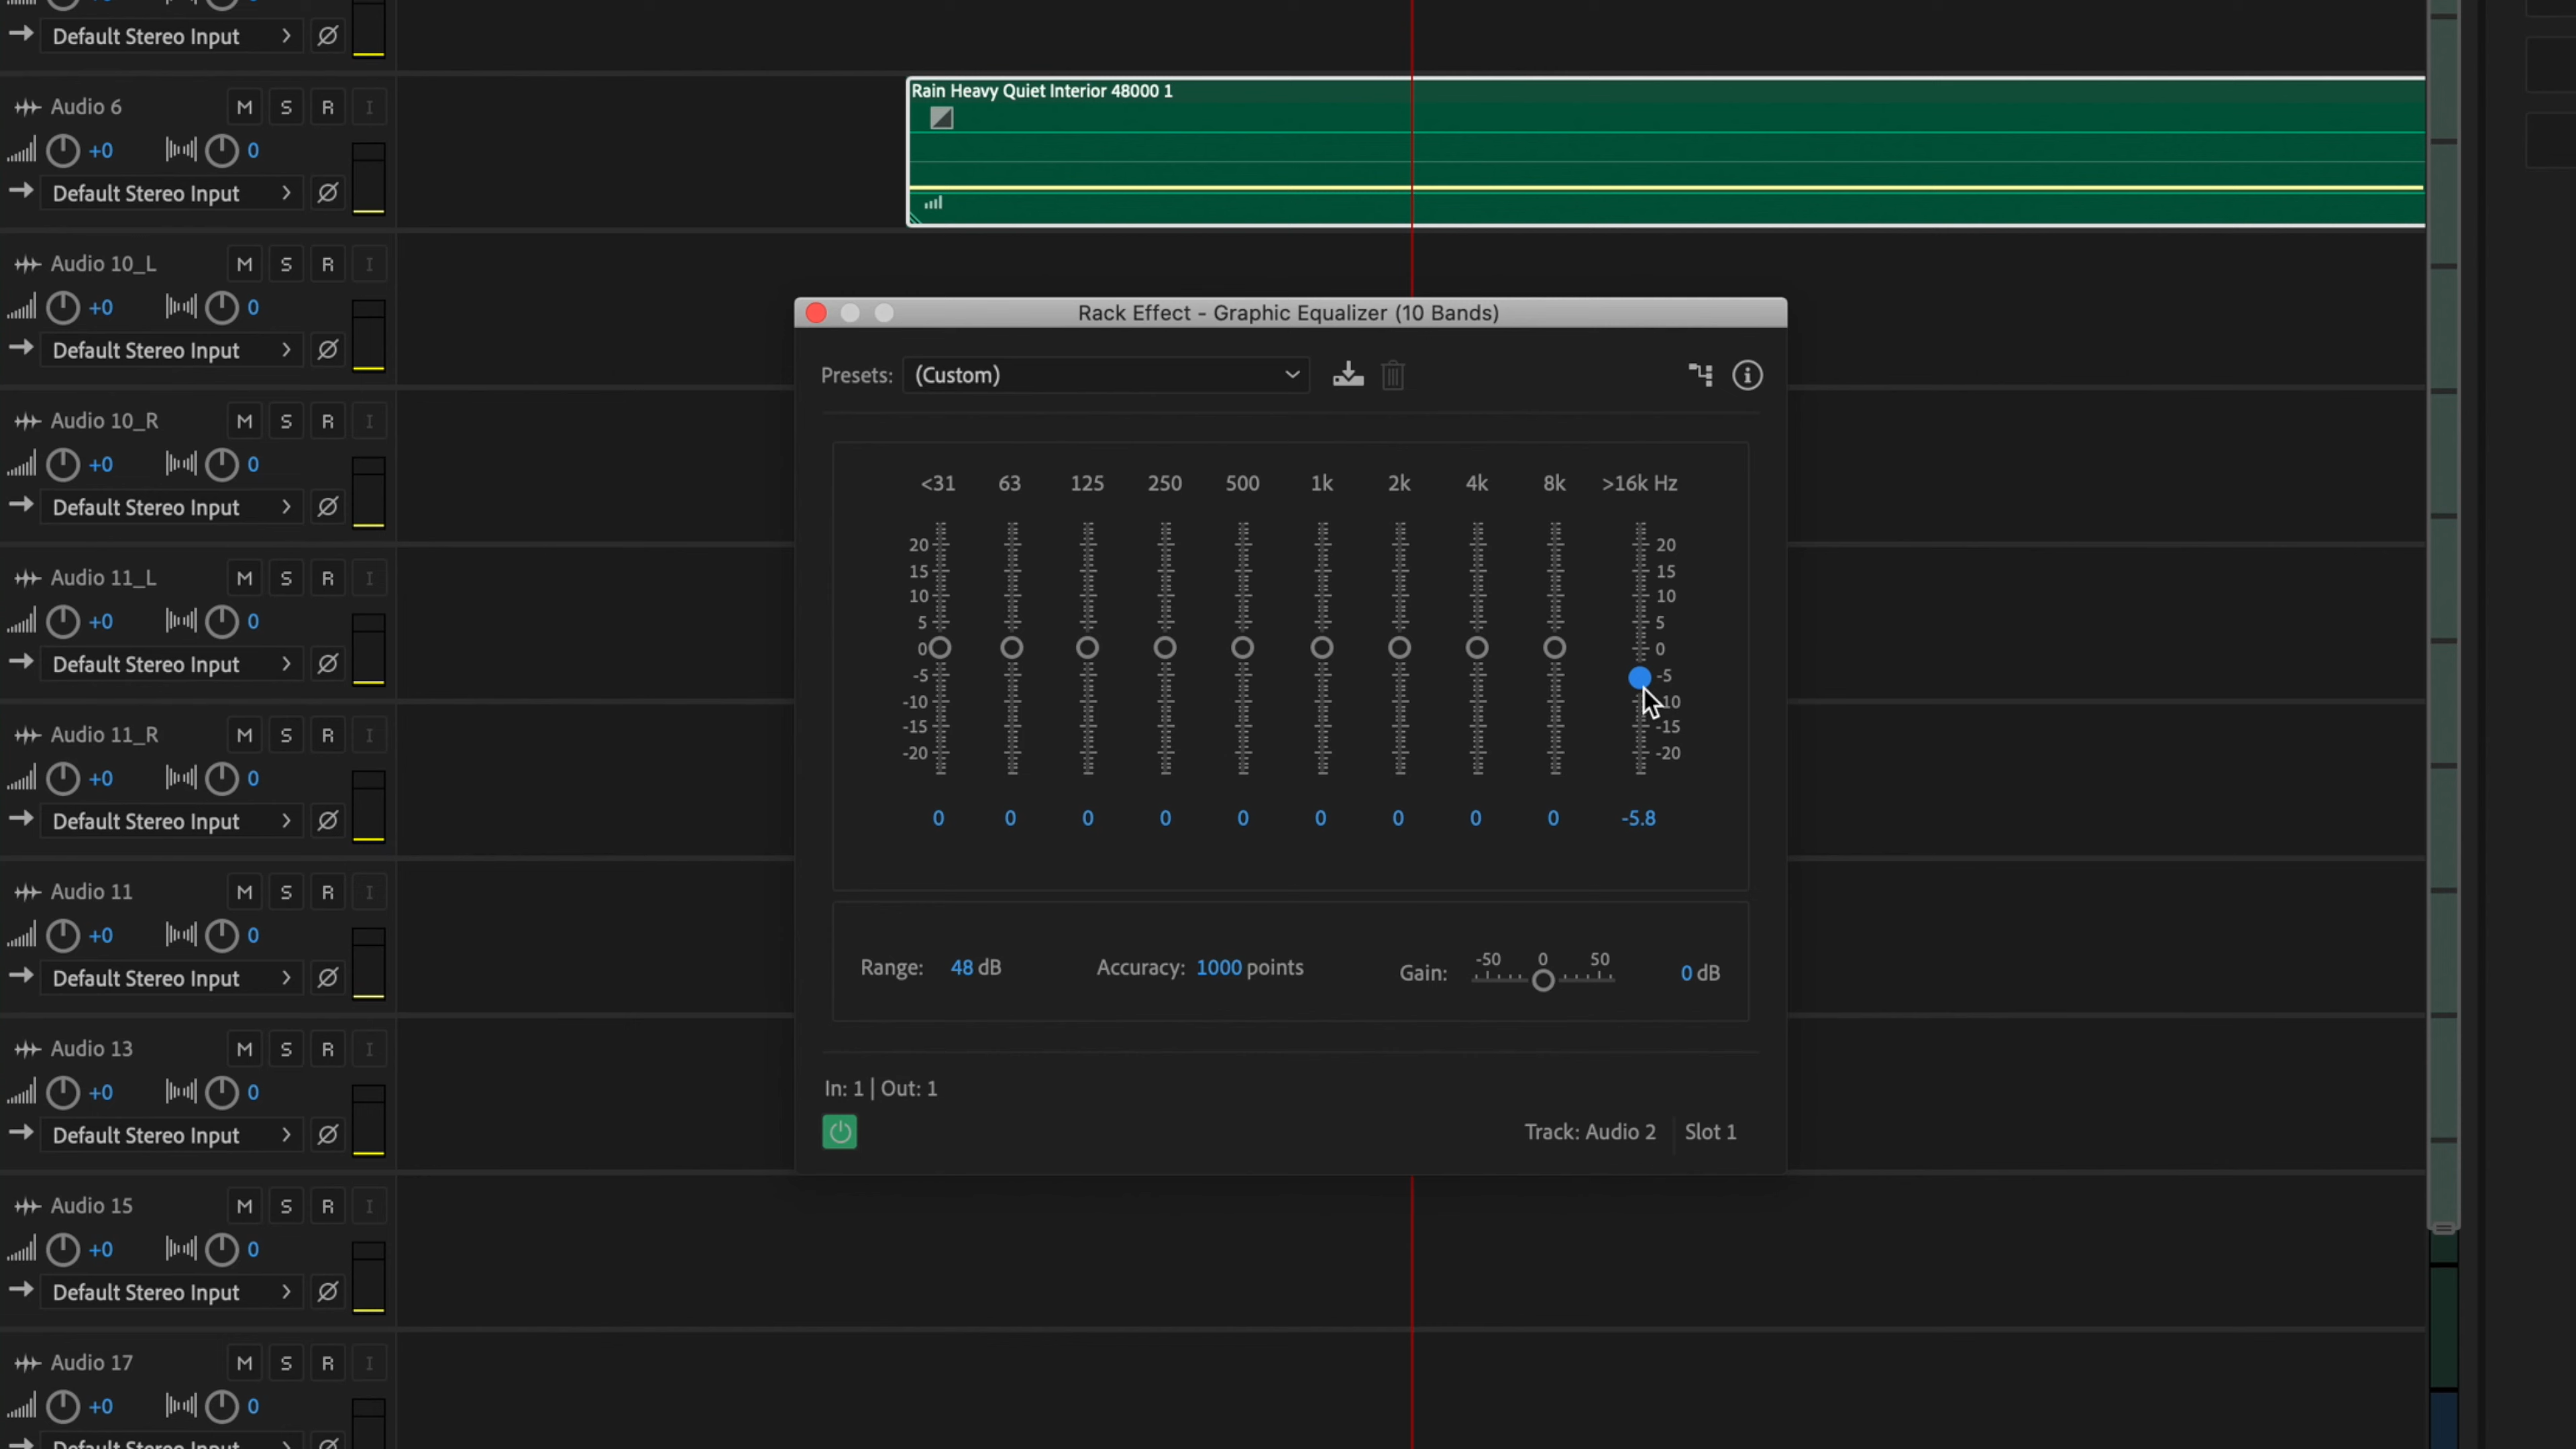 Default Stereo Input
Rain Heavy Quiet Interior 48000 1
Audio 6 M S R I
+0 0
Default Stereo Input
Audio 10_L M S R I
+0 0
Default Stereo Input
Audio 10_R M S R I
+0 0
Default Stereo Input
Audio 11_L M S R I
+0 0
Default Stereo Input
Audio 11_R M S R I
+0 0
Default Stereo Input
Audio 11 M S R I
+0 0
Default Stereo Input
Audio 13 M S R I
+0 0
Default Stereo Input
Audio 15 M S R I
+0 0
Default Stereo Input
Audio 17 M S R I
+0 0
Default Stereo Input
Rack Effect - Graphic Equalizer (10 Bands)
Presets: (Custom)
<31 63 125 250 500 1k 2k 4k 8k >16k Hz
20 20
15 15
10 10
5 5
0 0
-5 -5
-10 10
-15 -15
-20 -20
0 0 0 0 0 0 0 0 0 -5.8
-50 0 50
Range: 48 dB Accuracy: 1000 points Gain: 0 dB
In: 1 | Out: 1
Track: Audio 2 Slot 1